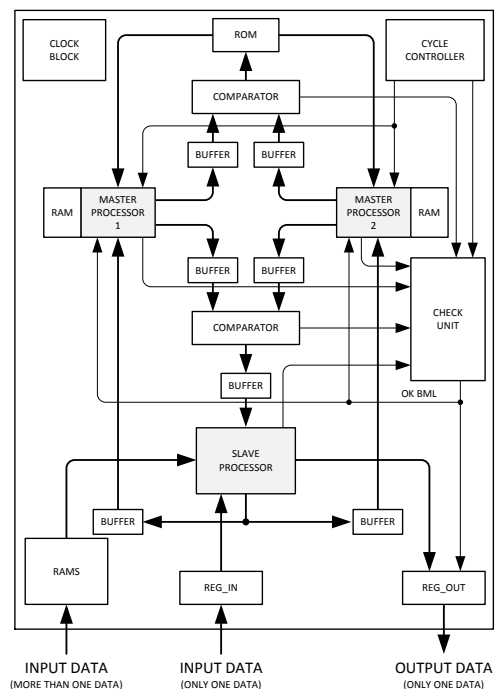 CLOCK
BLOCK
ROM
CYCLE
CONTROLLER
COMPARATOR
BUFFER
BUFFER
RAM
MASTER
PROCESSOR
1
MASTER
PROCESSOR
2
RAM
BUFFER
BUFFER
COMPARATOR
CHECK
UNIT
BUFFER
OK BML
SLAVE
PROCESSOR
BUFFER
BUFFER
RAMS
REG_IN
REG_OUT
INPUT DATA
(MORE THAN ONE DATA)
INPUT DATA
(ONLY ONE DATA)
OUTPUT DATA
(ONLY ONE DATA)